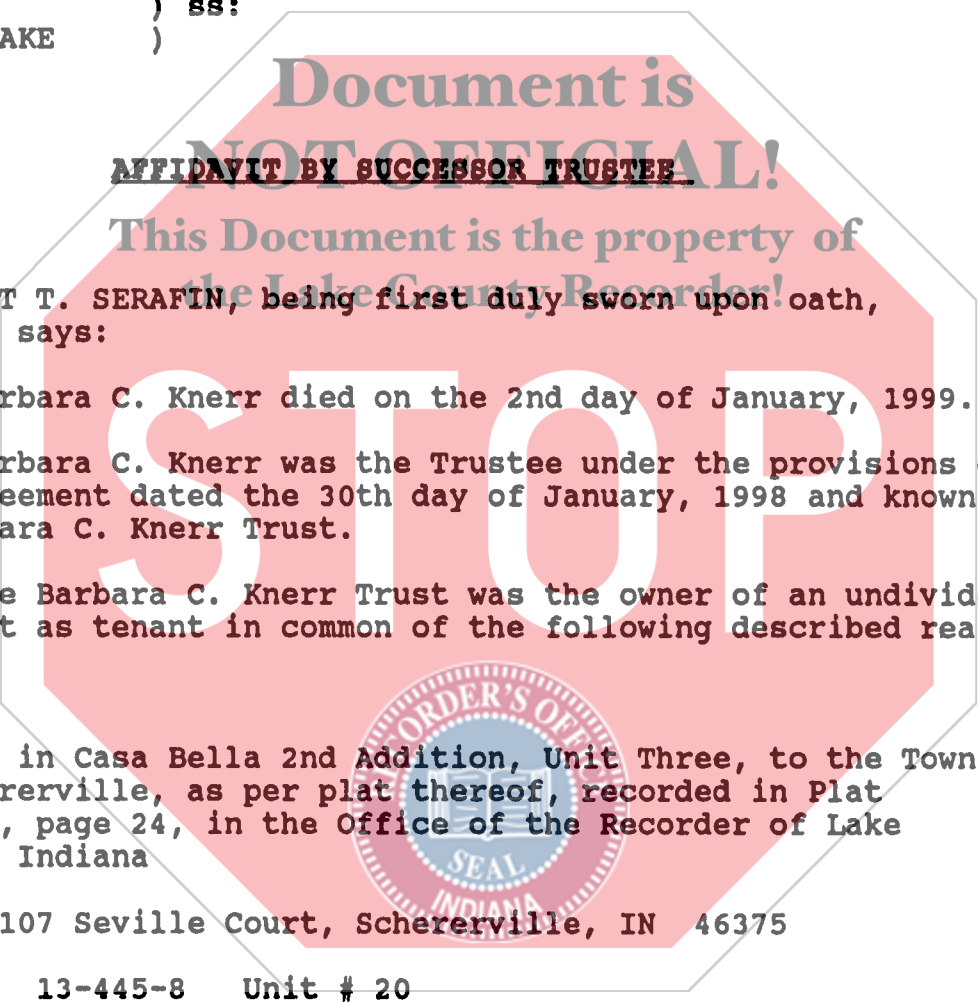 ) ss:
AKE )
Document is
NOT OFFICIAL!
AFFIDAVIT BY SUCCESSOR TRUSTEE
This Document is the property of
the Lake County Recorder!
T T. SERAFIN, being first duly sworn upon oath,
says:
rbara C. Knerr died on the 2nd day of January, 1999.
rbara C. Knerr was the Trustee under the provisions
eement dated the 30th day of January, 1998 and known
ara C. Knerr Trust.
e Barbara C. Knerr Trust was the owner of an undivid
t as tenant in common of the following described rea
STOP
in Casa Bella 2nd Addition, Unit Three, to the Town
rerville, as per plat thereof, recorded in Plat
, page 24, in the Office of the Recorder of Lake
Indiana
107 Seville Court, Schererville, IN 46375
13-445-8 Unit # 20
ORDER'S OFFIC
SEAL
INDIANA